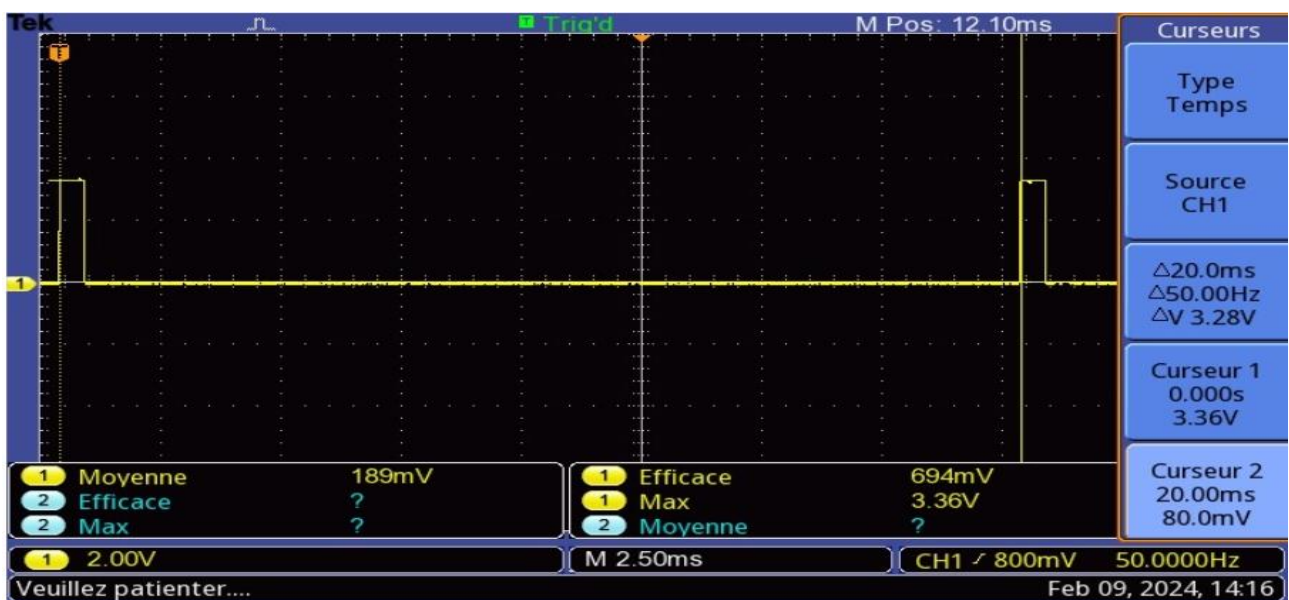 Tek T Trig'd M Pos: 12.10ms
Curseurs
T
Type
Temps
Source
CH1
1
△20.0ms
△50.00Hz
△V 3.28V
Curseur 1
0.000s
3.36V
Curseur 2
20.00ms
80.0mV
1 Moyenne 189mV
2 Efficace ?
2 Max ?
1 Efficace 694mV
1 Max 3.36V
2 Moyenne ?
1 2.00V M 2.50ms CH1 800mV 50.0000Hz
Veuillez patienter.... Feb 09, 2024, 14:16